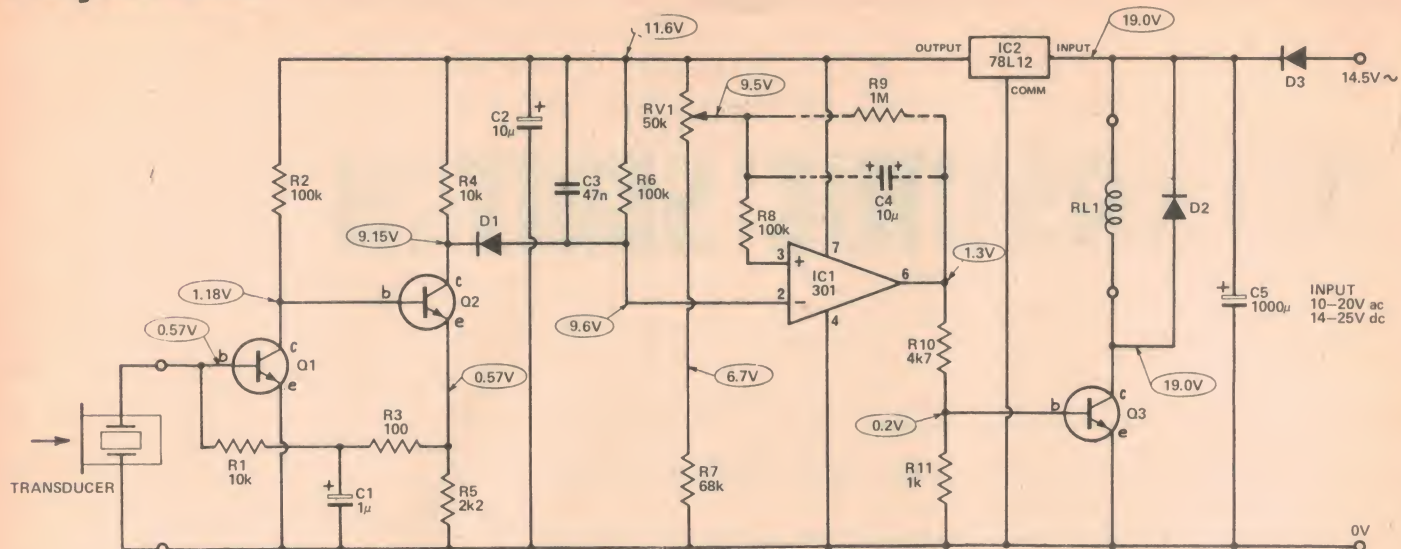 11.6V
19.0V
OUTPUT
IC2
78L12
INPUT
COMM
D3
14.5V ~
R2
100k
R4
10k
C2
10µ
+
C3
47n
R6
100k
RV1
50k
9.5V
R9
1M
+ +
C4
10µ
R8
100k
RL1
D2
9.15V
D1
3 +
IC1
301
7
6
1.3V
2 −
4
1.18V
b
c
Q2
e
9.6V
+
C5
1000µ
INPUT
10–20V ac
14–25V dc
0.57V
b
c
Q1
e
0.57V
6.7V
R10
4k7
19.0V
b
c
Q3
e
0.2V
TRANSDUCER
R1
10k
R3
100
+
C1
1µ
R5
2k2
R7
68k
R11
1k
0V